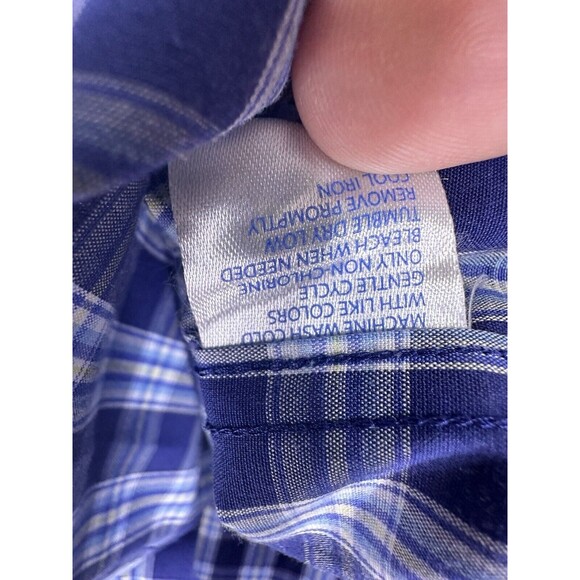 MACHINE WASH COLD
WITH LIKE COLORS
GENTLE CYCLE
ONLY NON-CHLORINE
BLEACH WHEN NEEDED
TUMBLE DRY LOW
REMOVE PROMPTLY
COOL IRON